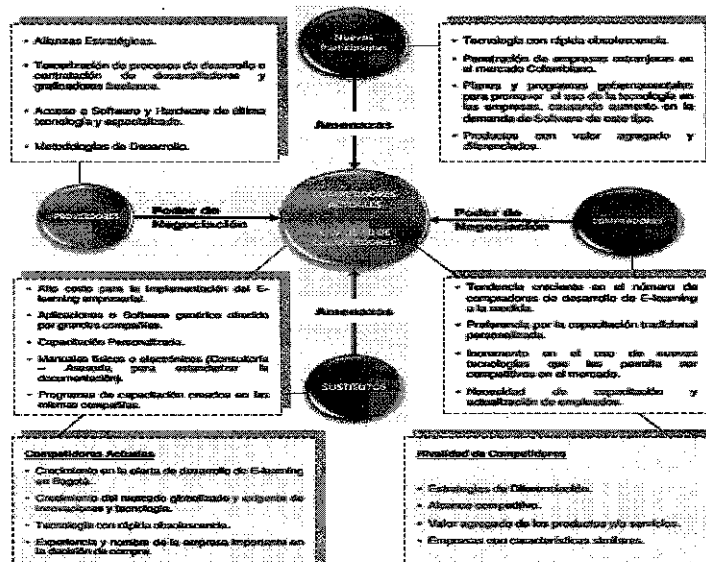 Nuevos
Participantes
• Alianzas Estratégicas.
• Tercerización de procesos de desarrollo o
contratación de desarrolladores y
graficadores freelance.
• Acceso a Software y Hardware de última
tecnología y especializado.
• Metodologías de Desarrollo.
• Tecnología con rápida obsolescencia.
• Penetración de empresas extranjeras en
el mercado Colombiano.
• Planes y programas gubernamentales
para promover el uso de la tecnología en
las empresas, causando aumento en la
demanda de Software de este tipo.
• Productos con valor agregado y
diferenciados.
Amenazas
PROVEEDORES
Poder de
Negociación
COMPETIDORES
ACTUALES
RIVALIDAD DE
COMPETIDORES
Poder de
Negociación
COMPRADORES
• Alto costo para la implementación del E-
learning empresarial.
• Aplicaciones o Software genérico ofrecido
por grandes compañías.
• Capacitación Personalizada.
• Manuales físicos o electrónicos (Consultoría
– Asesoría, para estandarizar la
documentación).
• Programas de capacitación creados en las
mismas compañías.
Amenazas
SUSTITUTOS
• Tendencia creciente en el número de
compradores de desarrollo de E-learning
a la medida.
• Preferencia por la capacitación tradicional
personalizada.
• Incremento en el uso de nuevas
tecnologías que les permita ser
competitivos en el mercado.
• Necesidad de capacitación y
actualización de empleados.
Competidores Actuales
• Crecimiento en la oferta de desarrollo de E-learning
en Bogotá.
• Crecimiento del mercado globalizado y exigente de
innovaciones y tecnología.
• Tecnología con rápida obsolescencia.
• Experiencia y nombre de la empresa importante en
la decisión de compra.
Rivalidad de Competidores
• Estrategias de Diferenciación.
• Alcance competitivo.
• Valor agregado de los productos y/o servicios.
• Empresas con características similares.